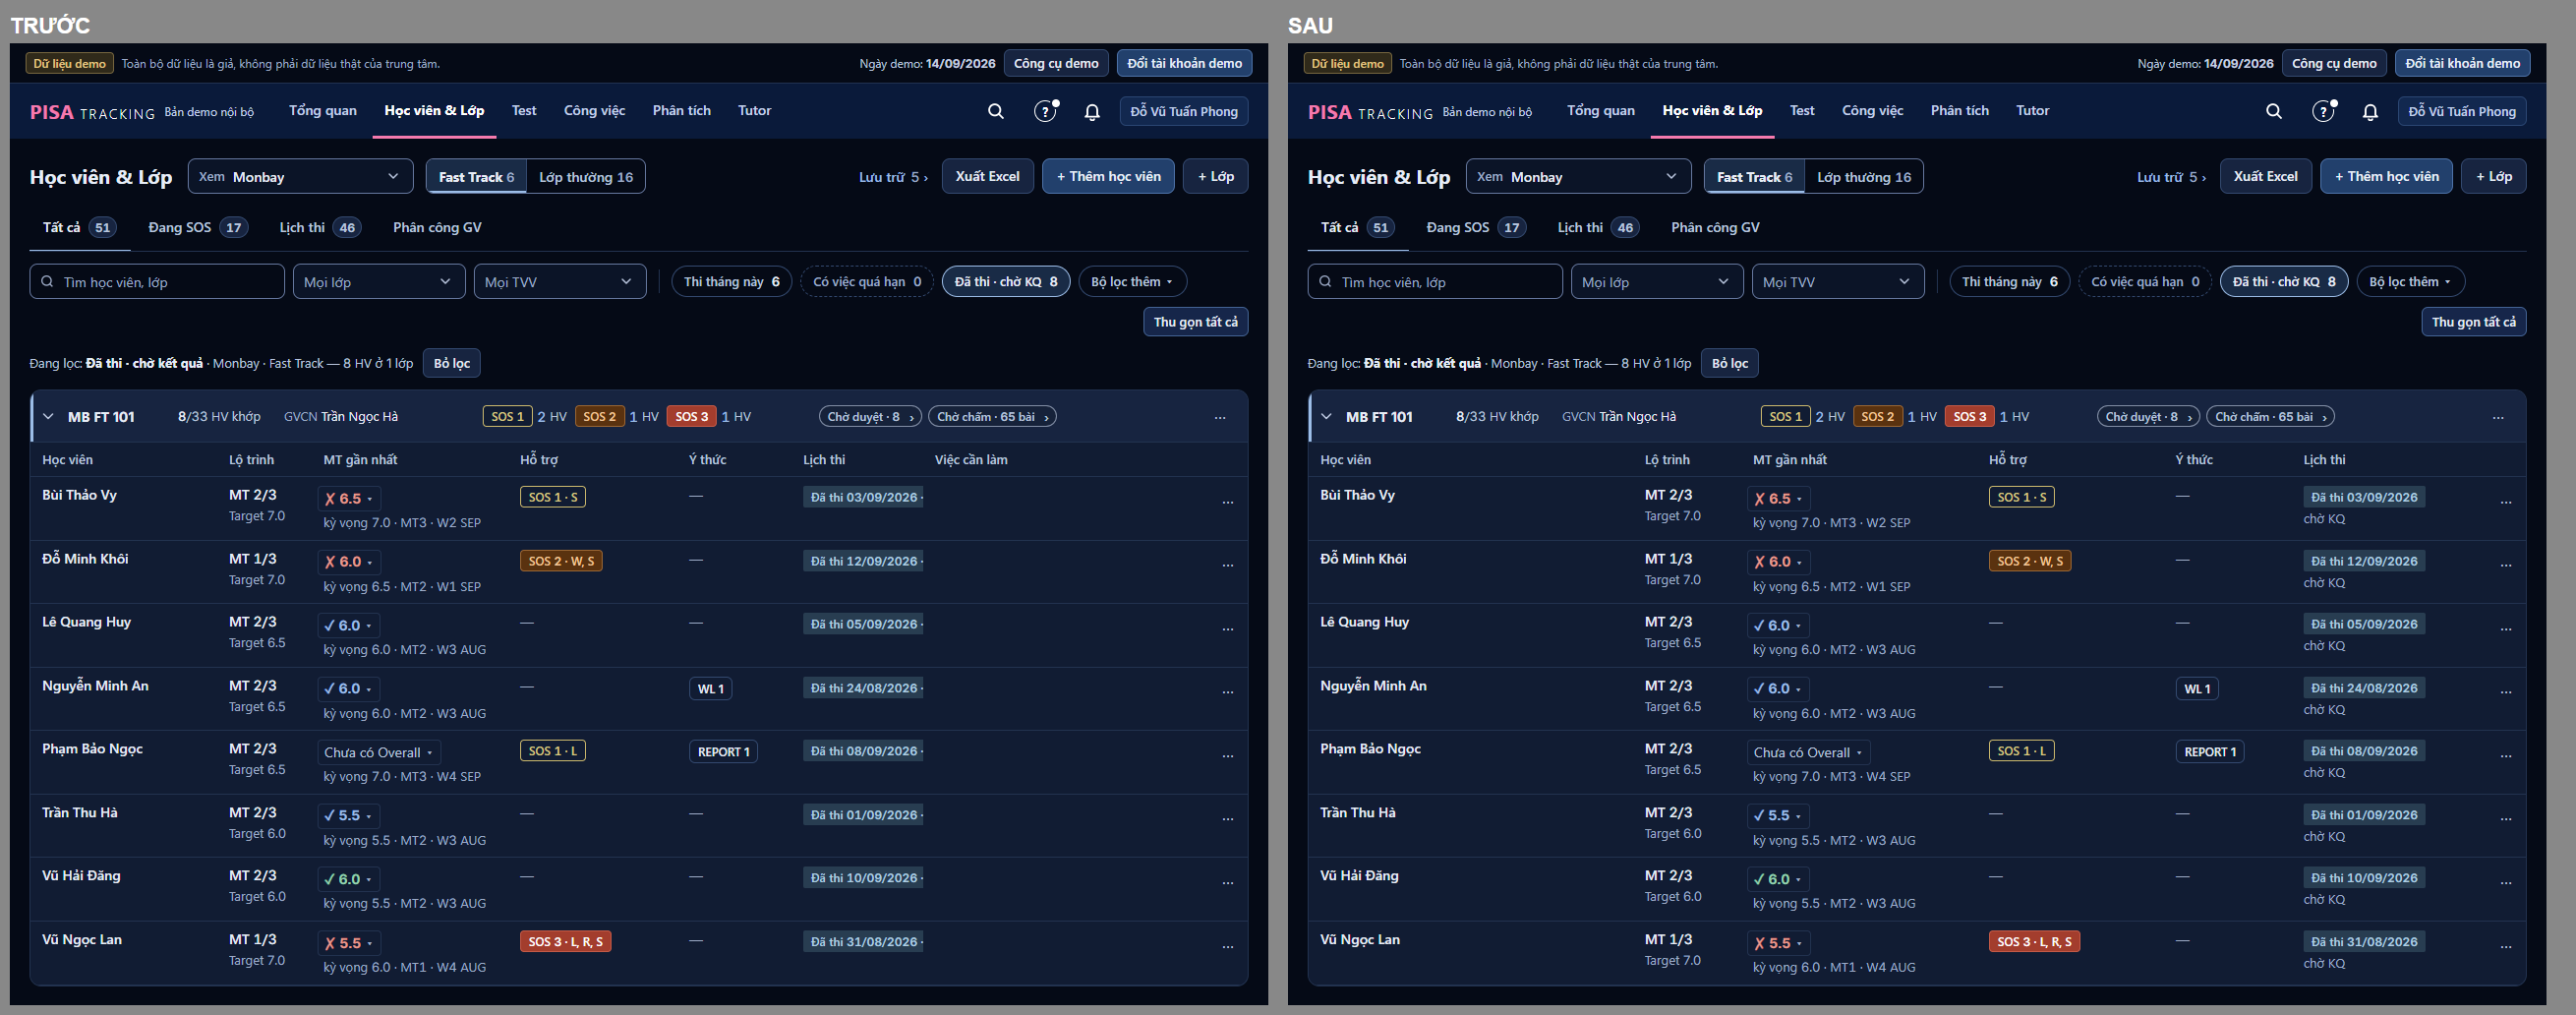 TRƯỚC
Dữ liệu demo Toàn bộ dữ liệu là giả, không phải dữ liệu thật của trung tâm. Ngày demo: 14/09/2026 Công cụ demo Đổi tài khoản demo
PISA TRACKING Bản demo nội bộ Tổng quan Học viên & Lớp Test Công việc Phân tích Tutor ? Đỗ Vũ Tuấn Phong
Học viên & Lớp Xem Monbay Fast Track 6 Lớp thường 16 Lưu trữ 5 › Xuất Excel + Thêm học viên + Lớp
Tất cả 51 Đang SOS 17 Lịch thi 46 Phân công GV
Tìm học viên, lớp Mọi lớp Mọi TVV Thi tháng này 6 Có việc quá hạn 0 Đã thi · chờ KQ 8 Bộ lọc thêm
Thu gọn tất cả
Đang lọc: Đã thi · chờ kết quả · Monbay · Fast Track — 8 HV ở 1 lớp Bỏ lọc
MB FT 101 8/33 HV khớp GVCN Trần Ngọc Hà SOS 1 2 HV SOS 2 1 HV SOS 3 1 HV Chờ duyệt · 8 › Chờ chấm · 65 bài › ...
Học viên Lộ trình MT gần nhất Hỗ trợ Ý thức Lịch thi Việc cần làm
Bùi Thảo Vy MT 2/3 ✗ 6.5 SOS 1 · S — Đã thi 03/09/2026 · ...
Target 7.0 kỳ vọng 7.0 · MT3 · W2 SEP
Đỗ Minh Khôi MT 1/3 ✗ 6.0 SOS 2 · W, S — Đã thi 12/09/2026 · ...
Target 7.0 kỳ vọng 6.5 · MT2 · W1 SEP
Lê Quang Huy MT 2/3 ✓ 6.0 — — Đã thi 05/09/2026 · ...
Target 6.5 kỳ vọng 6.0 · MT2 · W3 AUG
Nguyễn Minh An MT 2/3 ✓ 6.0 — WL 1 Đã thi 24/08/2026 · ...
Target 6.5 kỳ vọng 6.0 · MT2 · W3 AUG
Phạm Bảo Ngọc MT 2/3 Chưa có Overall SOS 1 · L REPORT 1 Đã thi 08/09/2026 · ...
Target 6.5 kỳ vọng 7.0 · MT3 · W4 SEP
Trần Thu Hà MT 2/3 ✓ 5.5 — — Đã thi 01/09/2026 · ...
Target 6.0 kỳ vọng 5.5 · MT2 · W3 AUG
Vũ Hải Đăng MT 2/3 ✓ 6.0 — — Đã thi 10/09/2026 · ...
Target 6.0 kỳ vọng 5.5 · MT2 · W3 AUG
Vũ Ngọc Lan MT 1/3 ✗ 5.5 SOS 3 · L, R, S — Đã thi 31/08/2026 · ...
Target 7.0 kỳ vọng 6.0 · MT1 · W4 AUG
SAU
Dữ liệu demo Toàn bộ dữ liệu là giả, không phải dữ liệu thật của trung tâm. Ngày demo: 14/09/2026 Công cụ demo Đổi tài khoản demo
PISA TRACKING Bản demo nội bộ Tổng quan Học viên & Lớp Test Công việc Phân tích Tutor ? Đỗ Vũ Tuấn Phong
Học viên & Lớp Xem Monbay Fast Track 6 Lớp thường 16 Lưu trữ 5 › Xuất Excel + Thêm học viên + Lớp
Tất cả 51 Đang SOS 17 Lịch thi 46 Phân công GV
Tìm học viên, lớp Mọi lớp Mọi TVV Thi tháng này 6 Có việc quá hạn 0 Đã thi · chờ KQ 8 Bộ lọc thêm
Thu gọn tất cả
Đang lọc: Đã thi · chờ kết quả · Monbay · Fast Track — 8 HV ở 1 lớp Bỏ lọc
MB FT 101 8/33 HV khớp GVCN Trần Ngọc Hà SOS 1 2 HV SOS 2 1 HV SOS 3 1 HV Chờ duyệt · 8 › Chờ chấm · 65 bài › ...
Học viên Lộ trình MT gần nhất Hỗ trợ Ý thức Lịch thi
Bùi Thảo Vy MT 2/3 ✗ 6.5 SOS 1 · S — Đã thi 03/09/2026 ...
Target 7.0 kỳ vọng 7.0 · MT3 · W2 SEP chờ KQ
Đỗ Minh Khôi MT 1/3 ✗ 6.0 SOS 2 · W, S — Đã thi 12/09/2026 ...
Target 7.0 kỳ vọng 6.5 · MT2 · W1 SEP chờ KQ
Lê Quang Huy MT 2/3 ✓ 6.0 — — Đã thi 05/09/2026 ...
Target 6.5 kỳ vọng 6.0 · MT2 · W3 AUG chờ KQ
Nguyễn Minh An MT 2/3 ✓ 6.0 — WL 1 Đã thi 24/08/2026 ...
Target 6.5 kỳ vọng 6.0 · MT2 · W3 AUG chờ KQ
Phạm Bảo Ngọc MT 2/3 Chưa có Overall SOS 1 · L REPORT 1 Đã thi 08/09/2026 ...
Target 6.5 kỳ vọng 7.0 · MT3 · W4 SEP chờ KQ
Trần Thu Hà MT 2/3 ✓ 5.5 — — Đã thi 01/09/2026 ...
Target 6.0 kỳ vọng 5.5 · MT2 · W3 AUG chờ KQ
Vũ Hải Đăng MT 2/3 ✓ 6.0 — — Đã thi 10/09/2026 ...
Target 6.0 kỳ vọng 5.5 · MT2 · W3 AUG chờ KQ
Vũ Ngọc Lan MT 1/3 ✗ 5.5 SOS 3 · L, R, S — Đã thi 31/08/2026 ...
Target 7.0 kỳ vọng 6.0 · MT1 · W4 AUG chờ KQ